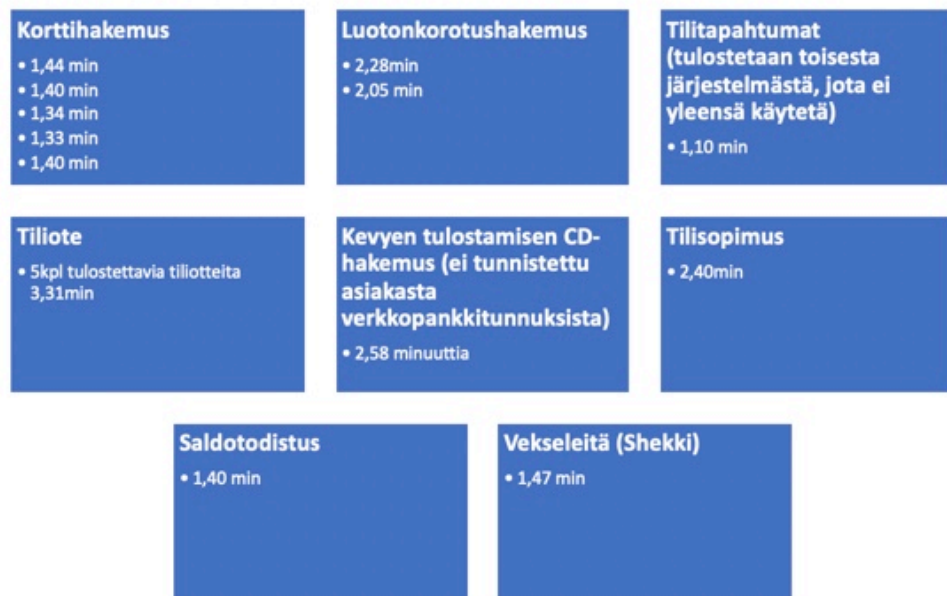 Korttihakemus
• 1,44 min
• 1,40 min
• 1,34 min
• 1,33 min
• 1,40 min
Luotonkorotushakemus
• 2,28min
• 2,05 min
Tilitapahtumat
(tulostetaan toisesta
järjestelmästä, jota ei
yleensä käytetä)
• 1,10 min
Tiliote
• 5kpl tulostettavia tiliotteita
3,31min
Kevyen tulostamisen CD-
hakemus (ei tunnistettu
asiakasta
verkkopankkitunnuksista)
• 2,58 minuuttia
Tilisopimus
• 2,40min
Saldotodistus
• 1,40 min
Vekseleitä (Shekki)
• 1,47 min